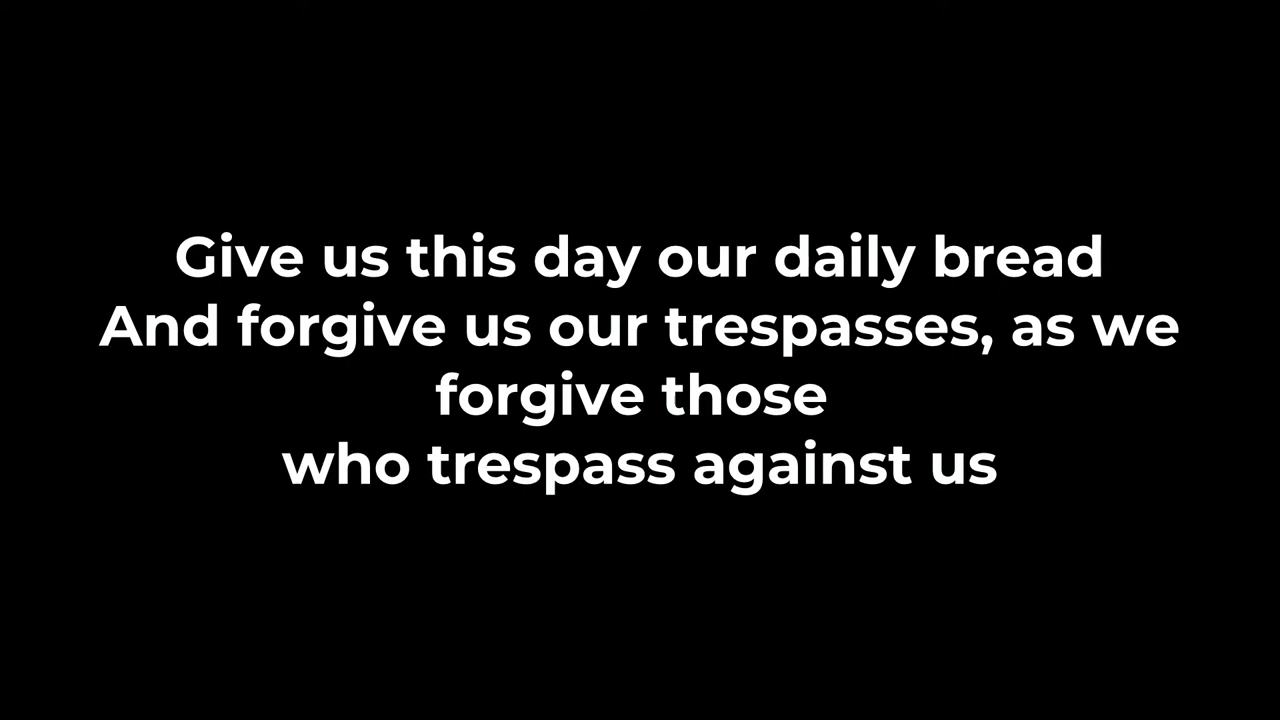 Give us this day our daily bread
And forgive us our trespasses, as we
forgive those
who trespass against us